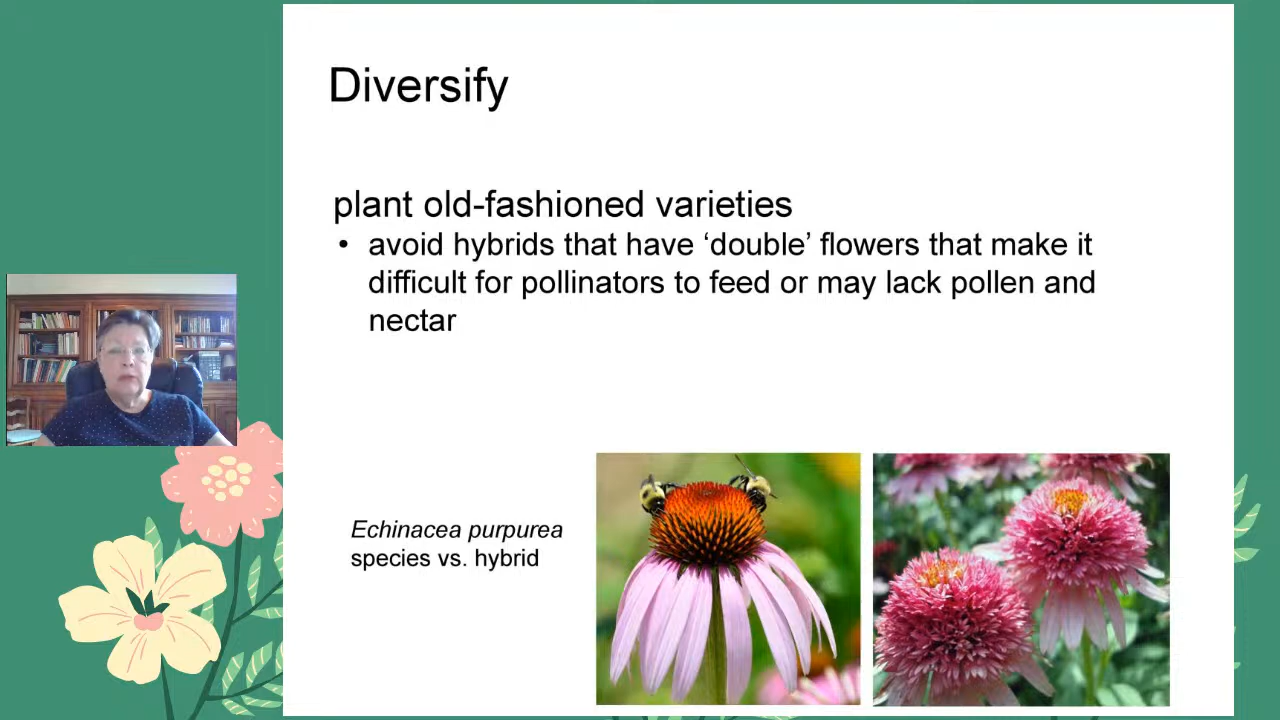 Diversify
plant old-fashioned varieties
• avoid hybrids that have ‘double’ flowers that make it
difficult for pollinators to feed or may lack pollen and
nectar
Echinacea purpurea
species vs. hybrid